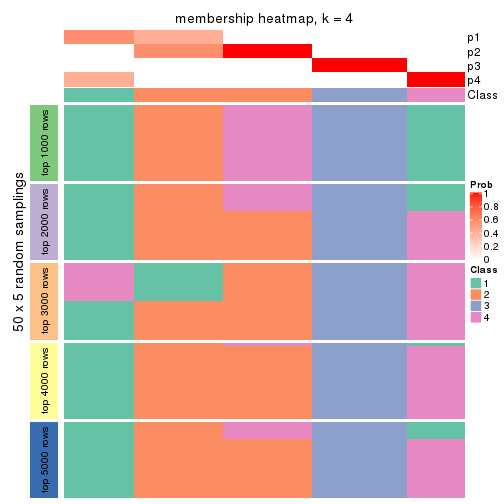 membership heatmap, k = 4
p1
p2
p3
p4
Class
50 x 5 random samplings
top 1000 rows
top 2000 rows
top 3000 rows
top 4000 rows
top 5000 rows
Prob
1
0.8
0.6
0.4
0.2
0
Class
1
2
3
4